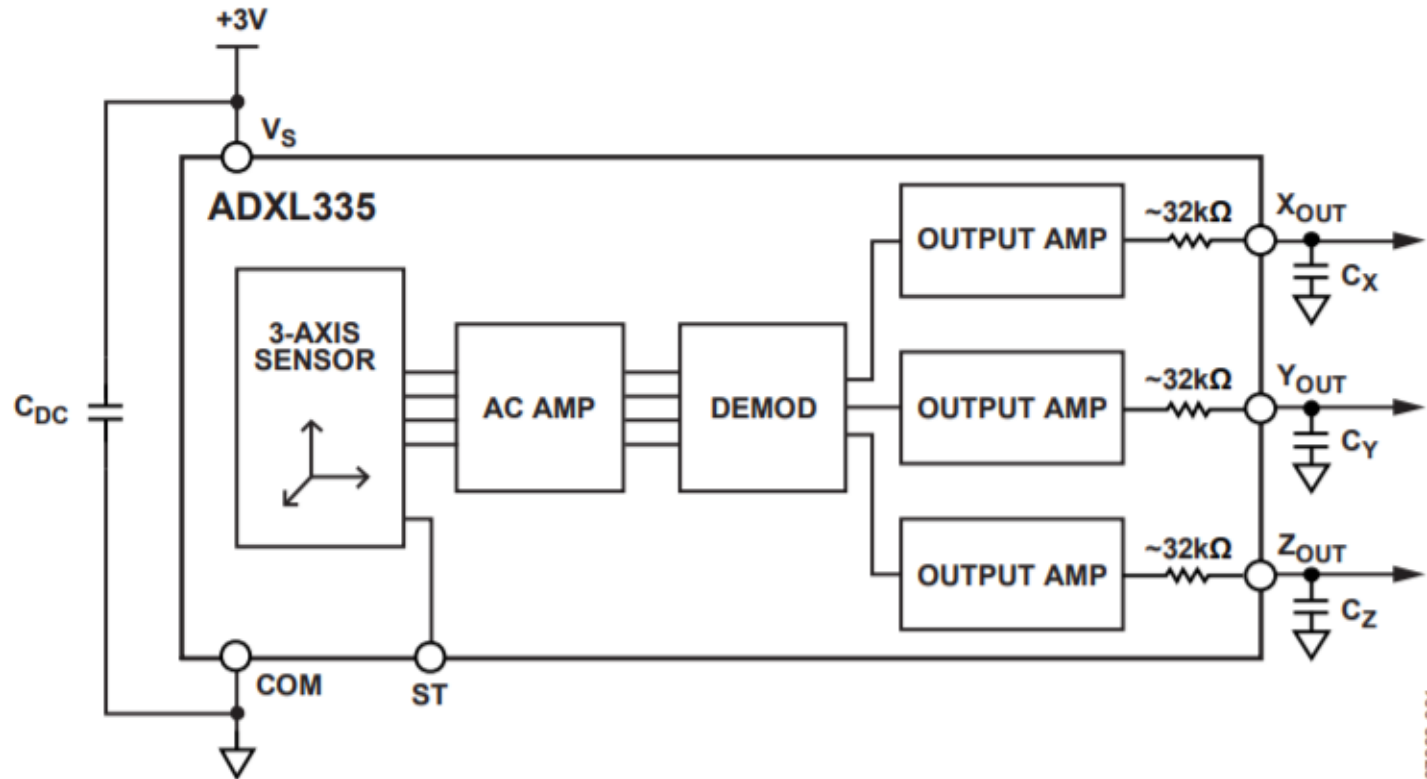 +3V
VS
ADXL335
3-AXIS
SENSOR
AC AMP
DEMOD
OUTPUT AMP
~32kΩ
XOUT
CX
OUTPUT AMP
~32kΩ
YOUT
CY
OUTPUT AMP
~32kΩ
ZOUT
CZ
CDC
COM
ST